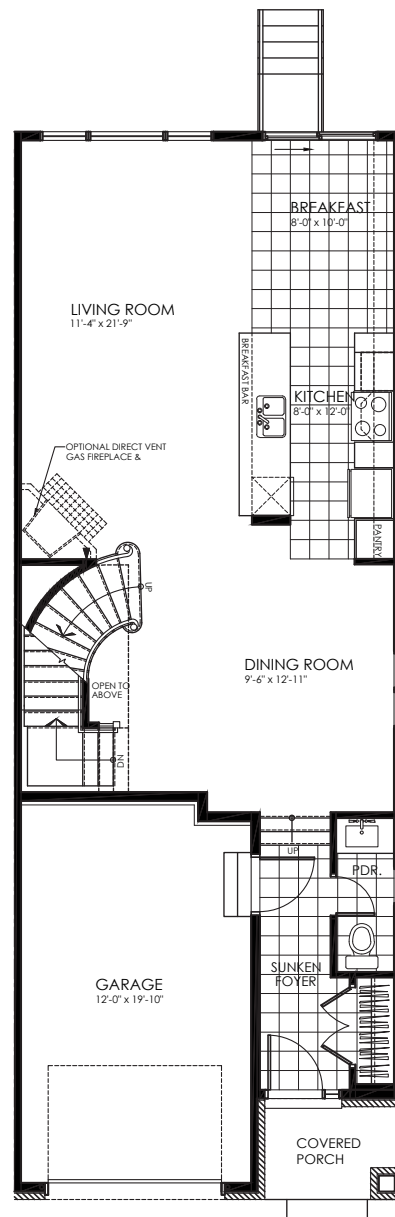 BREAKFAST
8'-0" x 10'-0"
LIVING ROOM
11'-4" x 21'-9"
BREAKFAST BAR
KITCHEN
8'-0" x 12'-0"
OPTIONAL DIRECT VENT
GAS FIREPLACE &
PANTRY
UP
DINING ROOM
9'-6" x 12'-11"
OPEN TO
ABOVE
DN
UP
PDR.
SUNKEN
FOYER
GARAGE
12'-0" x 19'-10"
COVERED
PORCH